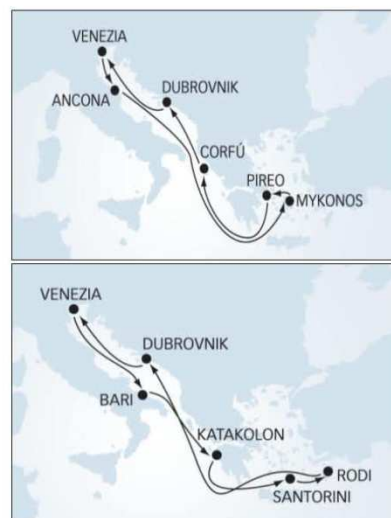 VENEZIA
DUBROVNIK
ANCONA
CORFÚ
PIREO
MYKONOS
VENEZIA
DUBROVNIK
BARI
KATAKOLON
RODI
SANTORINI